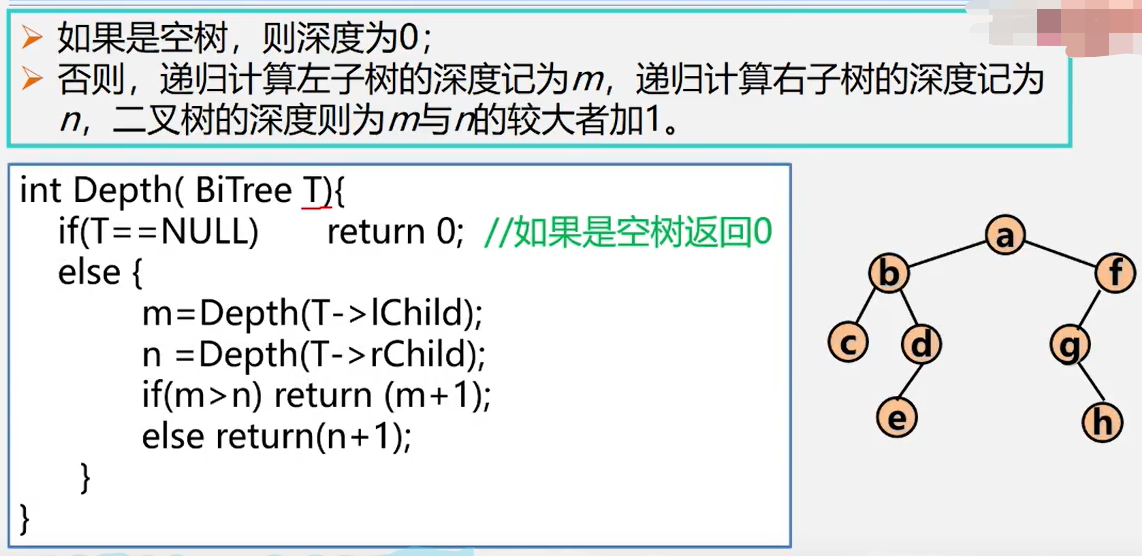 如果是空树，则深度为0；
否则，递归计算左子树的深度记为m，递归计算右子树的深度记为
n，二叉树的深度则为m与n的较大者加1。
int Depth( BiTree T){
if(T==NULL) return 0; //如果是空树返回0
else {
m=Depth(T->lChild);
n =Depth(T->rChild);
if(m>n) return (m+1);
else return(n+1);
}
}
a
b f
c d g
e h